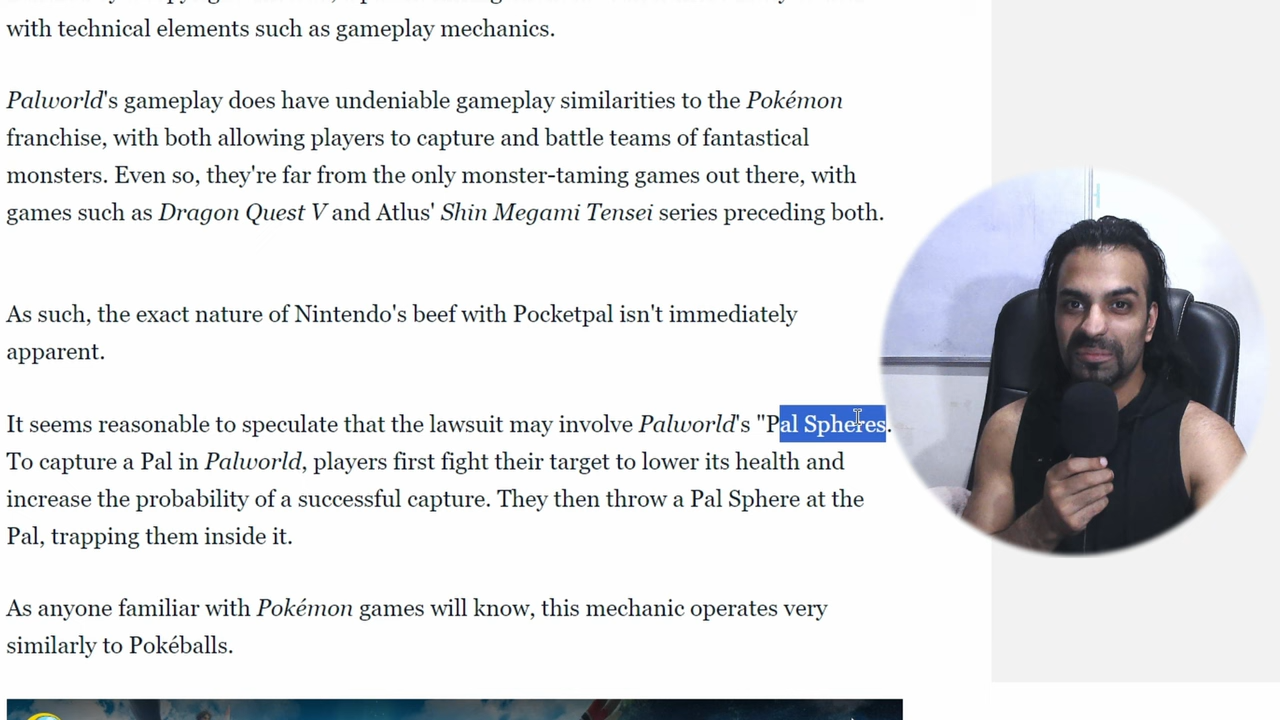 with technical elements such as gameplay mechanics.
Palworld's gameplay does have undeniable gameplay similarities to the Pokémon
franchise, with both allowing players to capture and battle teams of fantastical
monsters. Even so, they're far from the only monster-taming games out there, with
games such as Dragon Quest V and Atlus' Shin Megami Tensei series preceding both.
As such, the exact nature of Nintendo's beef with Pocketpal isn't immediately
apparent.
It seems reasonable to speculate that the lawsuit may involve Palworld's "Pal Spheres.
To capture a Pal in Palworld, players first fight their target to lower its health and
increase the probability of a successful capture. They then throw a Pal Sphere at the
Pal, trapping them inside it.
As anyone familiar with Pokémon games will know, this mechanic operates very
similarly to Pokéballs.